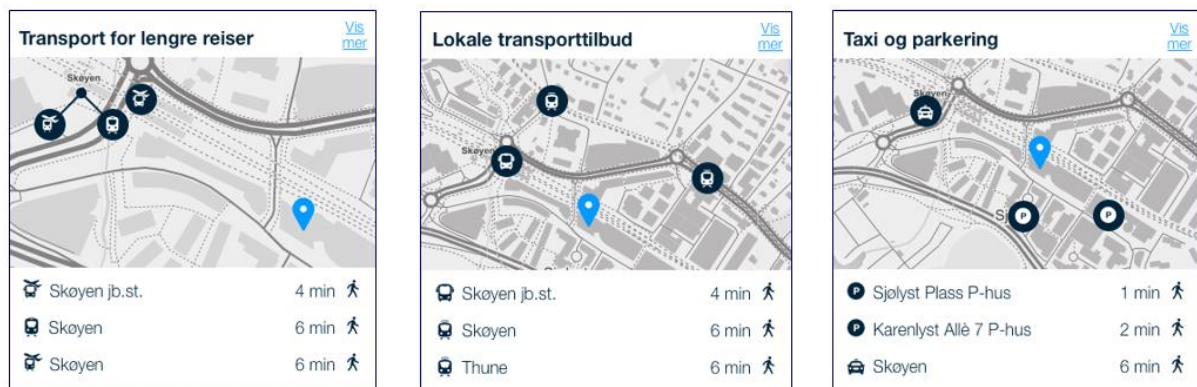 Transport for lengre reiser
Vis
mer
Skøyen
Skøyen jb.st. 4 min
Skøyen 6 min
Skøyen 6 min
Lokale transporttilbud
Vis
mer
Skøyen
Skøyen jb.st. 4 min
Skøyen 6 min
Thune 6 min
Taxi og parkering
Vis
mer
Skøyen
P
P
P Sjølyst Plass P-hus 1 min
P Karenlyst Allè 7 P-hus 2 min
Skøyen 6 min